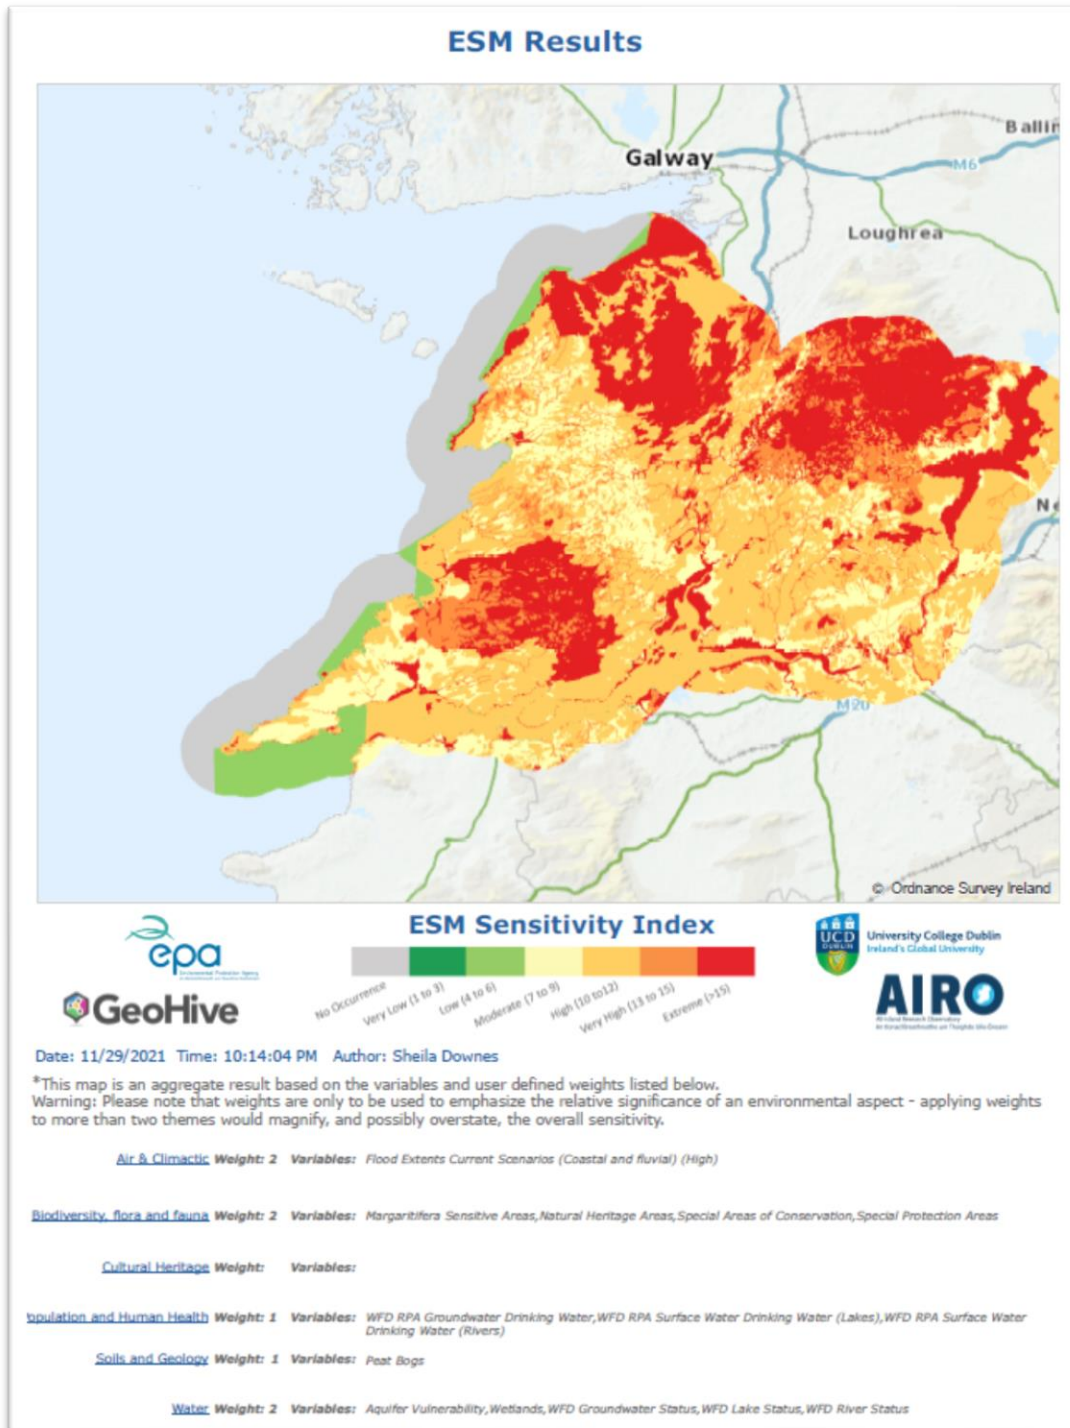 ESM Results
Ballin
Galway
M6
Loughrea
Ne
M20
© Ordnance Survey Ireland
epa
Environmental Protection Agency
ESM Sensitivity Index
UCD
DUBLIN
University College Dublin
Ireland's Global University
GeoHive
No Occurrence
Very Low (1 to 3)
Low (4 to 6)
Moderate (7 to 9)
High (10 to12)
Very High (13 to 15)
Extreme (>15)
AIRO
All-Island Research Observatory
Date: 11/29/2021 Time: 10:14:04 PM Author: Sheila Downes
*This map is an aggregate result based on the variables and user defined weights listed below.
Warning: Please note that weights are only to be used to emphasize the relative significance of an environmental aspect - applying weights
to more than two themes would magnify, and possibly overstate, the overall sensitivity.
Air & Climactic Weight: 2 Variables: Flood Extents Current Scenarios (Coastal and fluvial) (High)
Biodiversity, flora and fauna Weight: 2 Variables: Margaritifera Sensitive Areas,Natural Heritage Areas,Special Areas of Conservation,Special Protection Areas
Cultural Heritage Weight: Variables:
opulation and Human Health Weight: 1 Variables: WFD RPA Groundwater Drinking Water,WFD RPA Surface Water Drinking Water (Lakes),WFD RPA Surface Water
Drinking Water (Rivers)
Soils and Geology Weight: 1 Variables: Peat Bogs
Water Weight: 2 Variables: Aquifer Vulnerability,Wetlands,WFD Groundwater Status,WFD Lake Status,WFD River Status